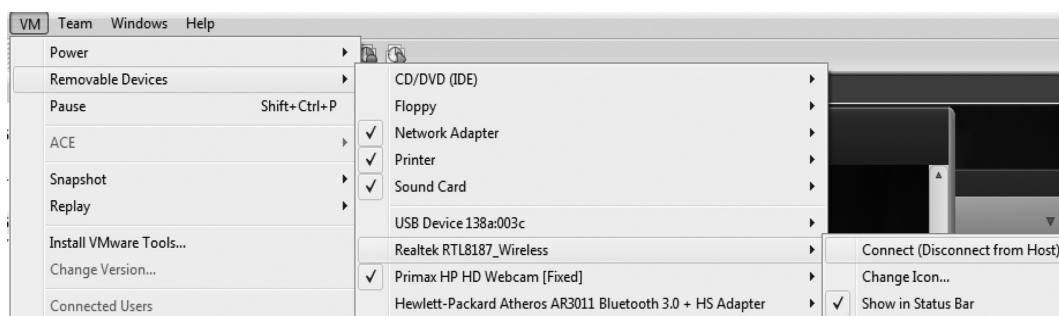 VM Team Windows Help
Power
Removable Devices
Pause Shift+Ctrl+P
ACE
Snapshot
Replay
Install VMware Tools...
Change Version...
Connected Users
CD/DVD (IDE)
Floppy
Network Adapter
Printer
Sound Card
USB Device 138a:003c
Realtek RTL8187_Wireless
Primax HP HD Webcam [Fixed]
Hewlett-Packard Atheros AR3011 Bluetooth 3.0 + HS Adapter
Connect (Disconnect from Host)
Change Icon...
Show in Status Bar